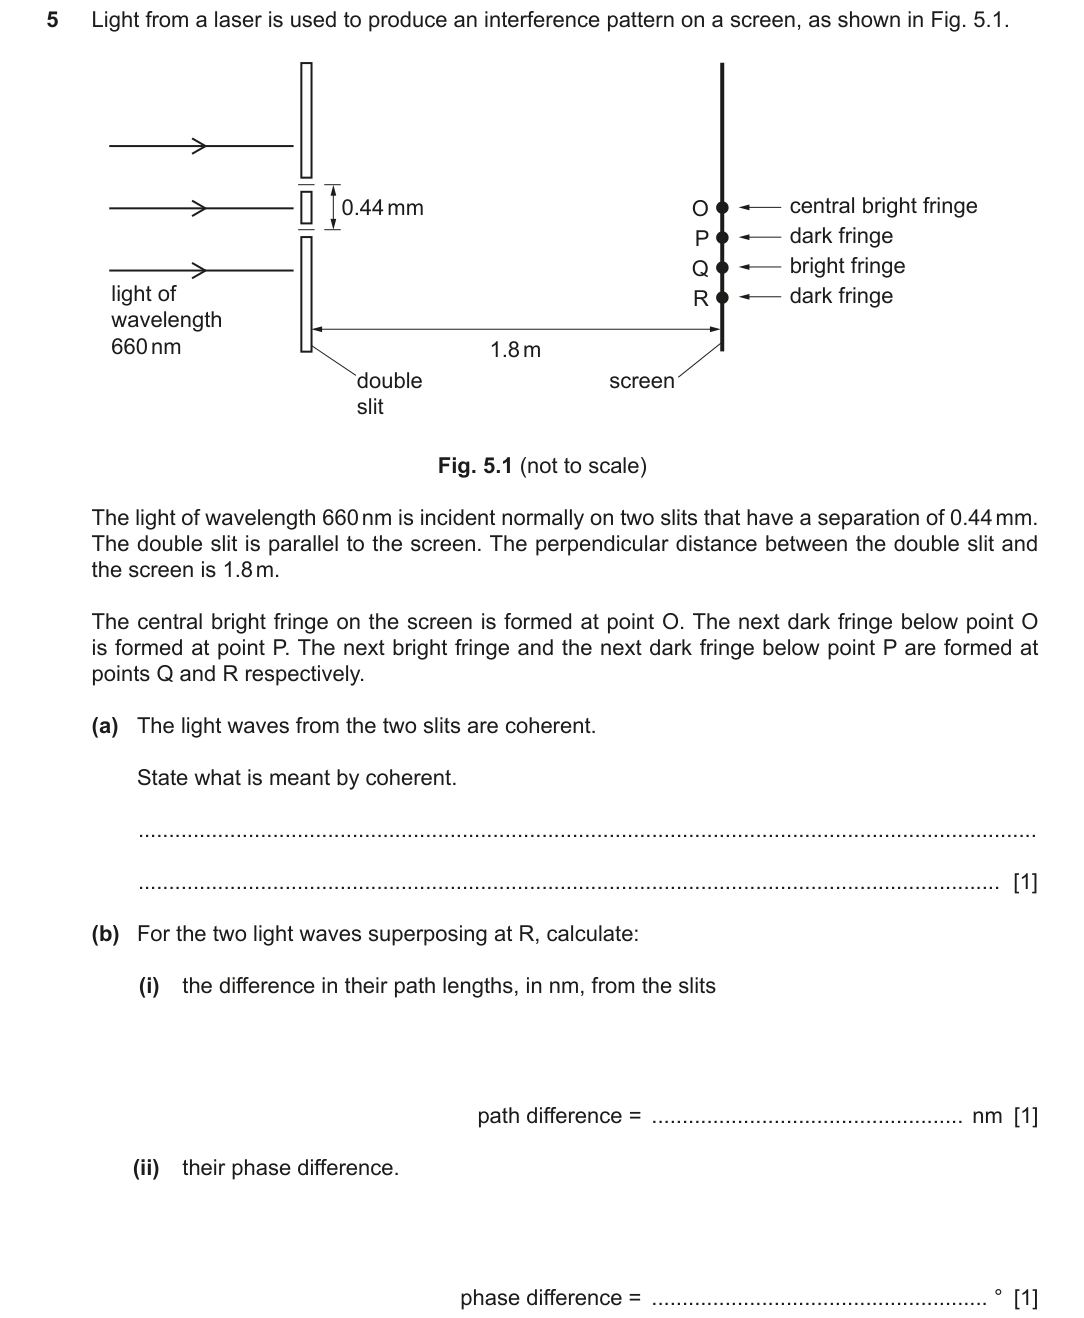 5 Light from a laser is used to produce an interference pattern on a screen, as shown in Fig. 5.1.
0.44 mm
light of
wavelength
660 nm
1.8 m
double
slit
screen
O central bright fringe
P dark fringe
Q bright fringe
R dark fringe
Fig. 5.1 (not to scale)
The light of wavelength 660 nm is incident normally on two slits that have a separation of 0.44 mm.
The double slit is parallel to the screen. The perpendicular distance between the double slit and
the screen is 1.8 m.
The central bright fringe on the screen is formed at point O. The next dark fringe below point O
is formed at point P. The next bright fringe and the next dark fringe below point P are formed at
points Q and R respectively.
(a) The light waves from the two slits are coherent.
State what is meant by coherent.
................................................................................
................................................................................ [1]
(b) For the two light waves superposing at R, calculate:
(i) the difference in their path lengths, in nm, from the slits
path difference = .................................................. nm [1]
(ii) their phase difference.
phase difference = .................................................. ° [1]